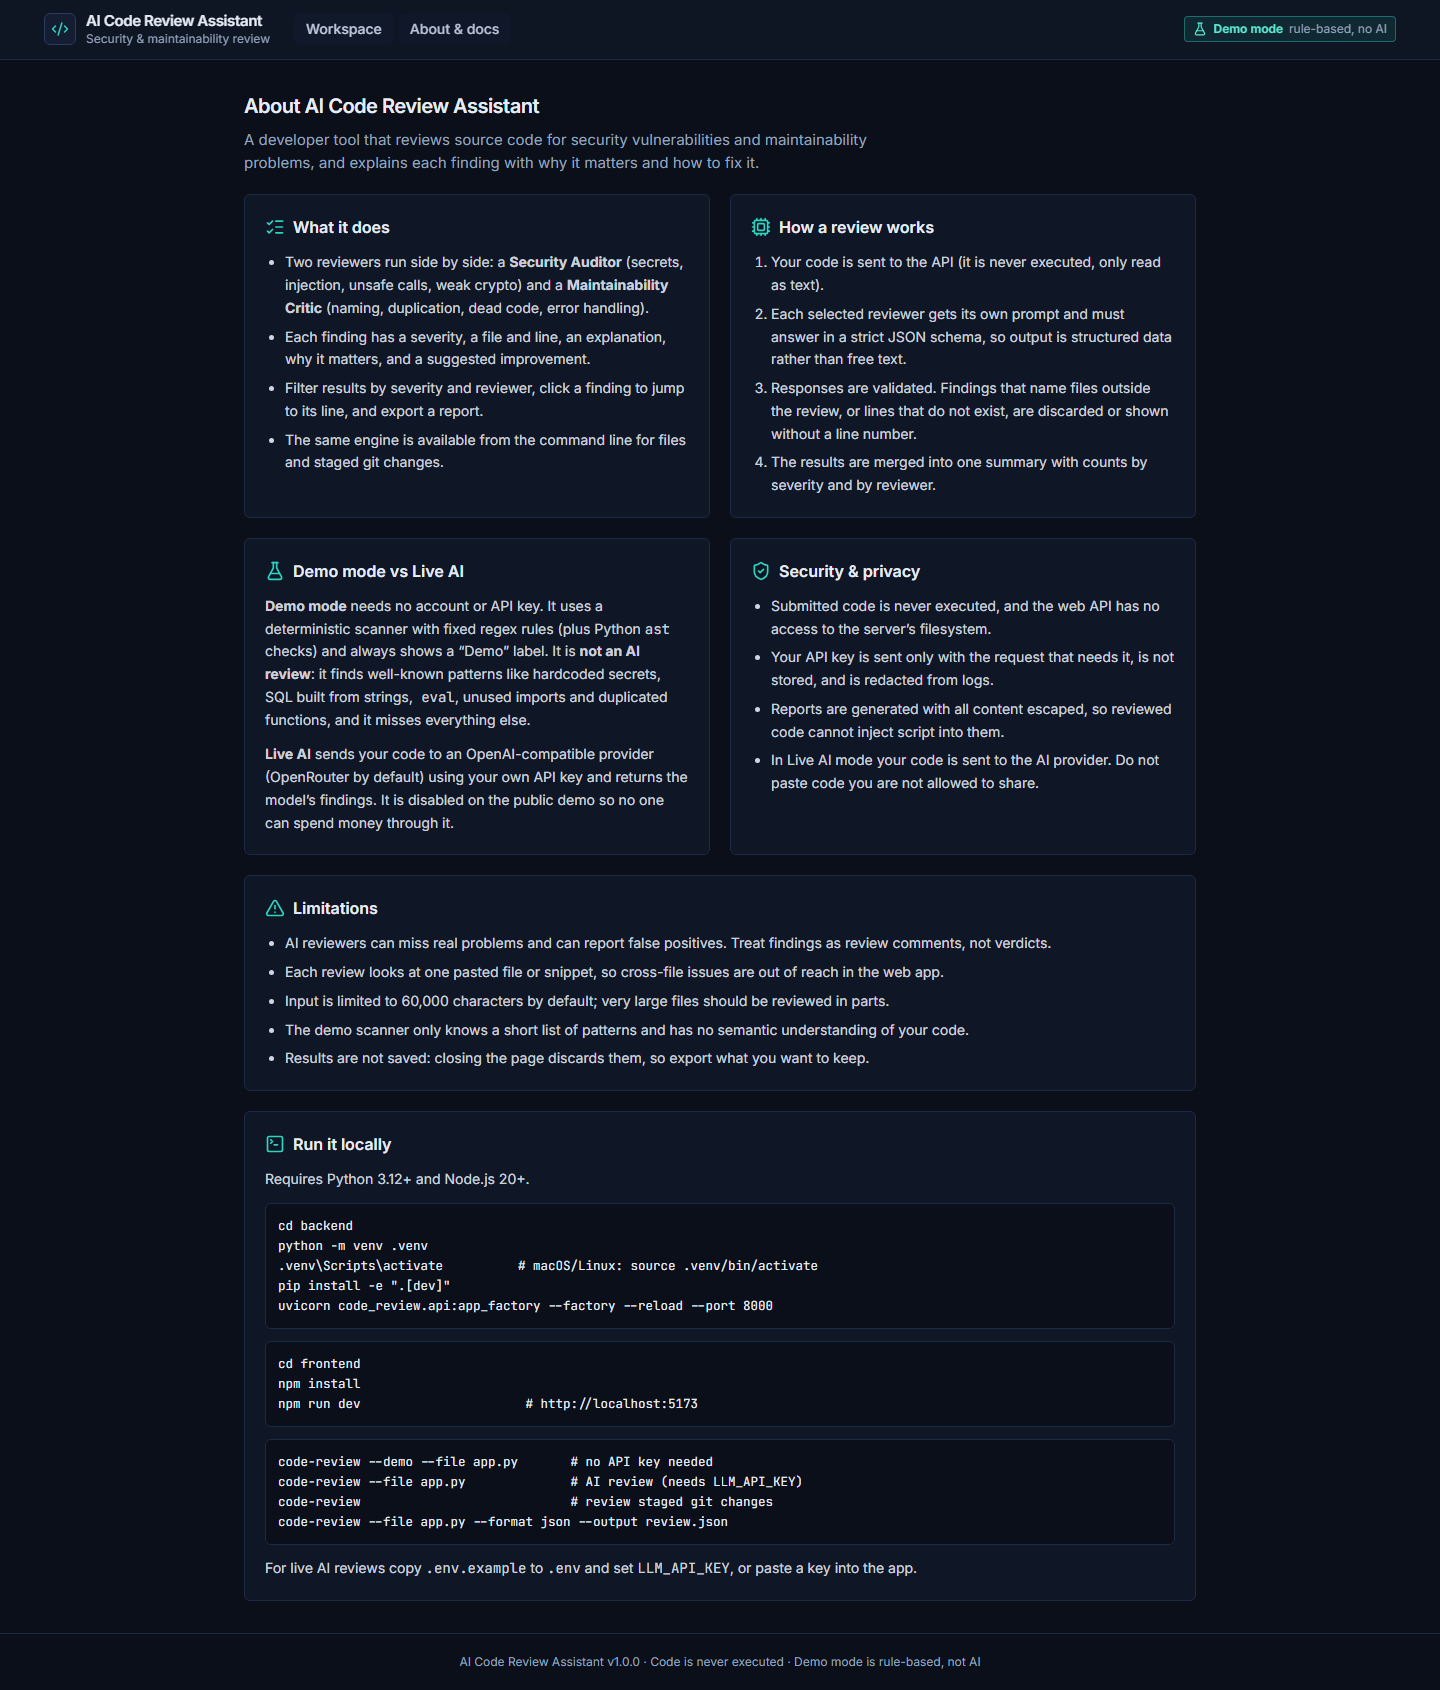 AI Code Review Assistant
Security & maintainability review
Workspace
About & docs
Demo mode rule-based, no AI
About AI Code Review Assistant
A developer tool that reviews source code for security vulnerabilities and maintainability
problems, and explains each finding with why it matters and how to fix it.
What it does
• Two reviewers run side by side: a Security Auditor (secrets,
injection, unsafe calls, weak crypto) and a Maintainability
Critic (naming, duplication, dead code, error handling).
• Each finding has a severity, a file and line, an explanation,
why it matters, and a suggested improvement.
• Filter results by severity and reviewer, click a finding to jump
to its line, and export a report.
• The same engine is available from the command line for files
and staged git changes.
How a review works
1. Your code is sent to the API (it is never executed, only read
as text).
2. Each selected reviewer gets its own prompt and must
answer in a strict JSON schema, so output is structured data
rather than free text.
3. Responses are validated. Findings that name files outside
the review, or lines that do not exist, are discarded or shown
without a line number.
4. The results are merged into one summary with counts by
severity and by reviewer.
Demo mode vs Live AI
Demo mode needs no account or API key. It uses a
deterministic scanner with fixed regex rules (plus Python ast
checks) and always shows a “Demo” label. It is not an AI
review: it finds well-known patterns like hardcoded secrets,
SQL built from strings, eval, unused imports and duplicated
functions, and it misses everything else.
Live AI sends your code to an OpenAI-compatible provider
(OpenRouter by default) using your own API key and returns the
model’s findings. It is disabled on the public demo so no one
can spend money through it.
Security & privacy
• Submitted code is never executed, and the web API has no
access to the server’s filesystem.
• Your API key is sent only with the request that needs it, is not
stored, and is redacted from logs.
• Reports are generated with all content escaped, so reviewed
code cannot inject script into them.
• In Live AI mode your code is sent to the AI provider. Do not
paste code you are not allowed to share.
Limitations
• AI reviewers can miss real problems and can report false positives. Treat findings as review comments, not verdicts.
• Each review looks at one pasted file or snippet, so cross-file issues are out of reach in the web app.
• Input is limited to 60,000 characters by default; very large files should be reviewed in parts.
• The demo scanner only knows a short list of patterns and has no semantic understanding of your code.
• Results are not saved: closing the page discards them, so export what you want to keep.
Run it locally
Requires Python 3.12+ and Node.js 20+.
cd backend
python -m venv .venv
.venv\Scripts\activate          # macOS/Linux: source .venv/bin/activate
pip install -e ".[dev]"
uvicorn code_review.api:app_factory --factory --reload --port 8000
cd frontend
npm install
npm run dev                      # http://localhost:5173
code-review --demo --file app.py       # no API key needed
code-review --file app.py              # AI review (needs LLM_API_KEY)
code-review                            # review staged git changes
code-review --file app.py --format json --output review.json
For live AI reviews copy .env.example to .env and set LLM_API_KEY, or paste a key into the app.
AI Code Review Assistant v1.0.0 · Code is never executed · Demo mode is rule-based, not AI